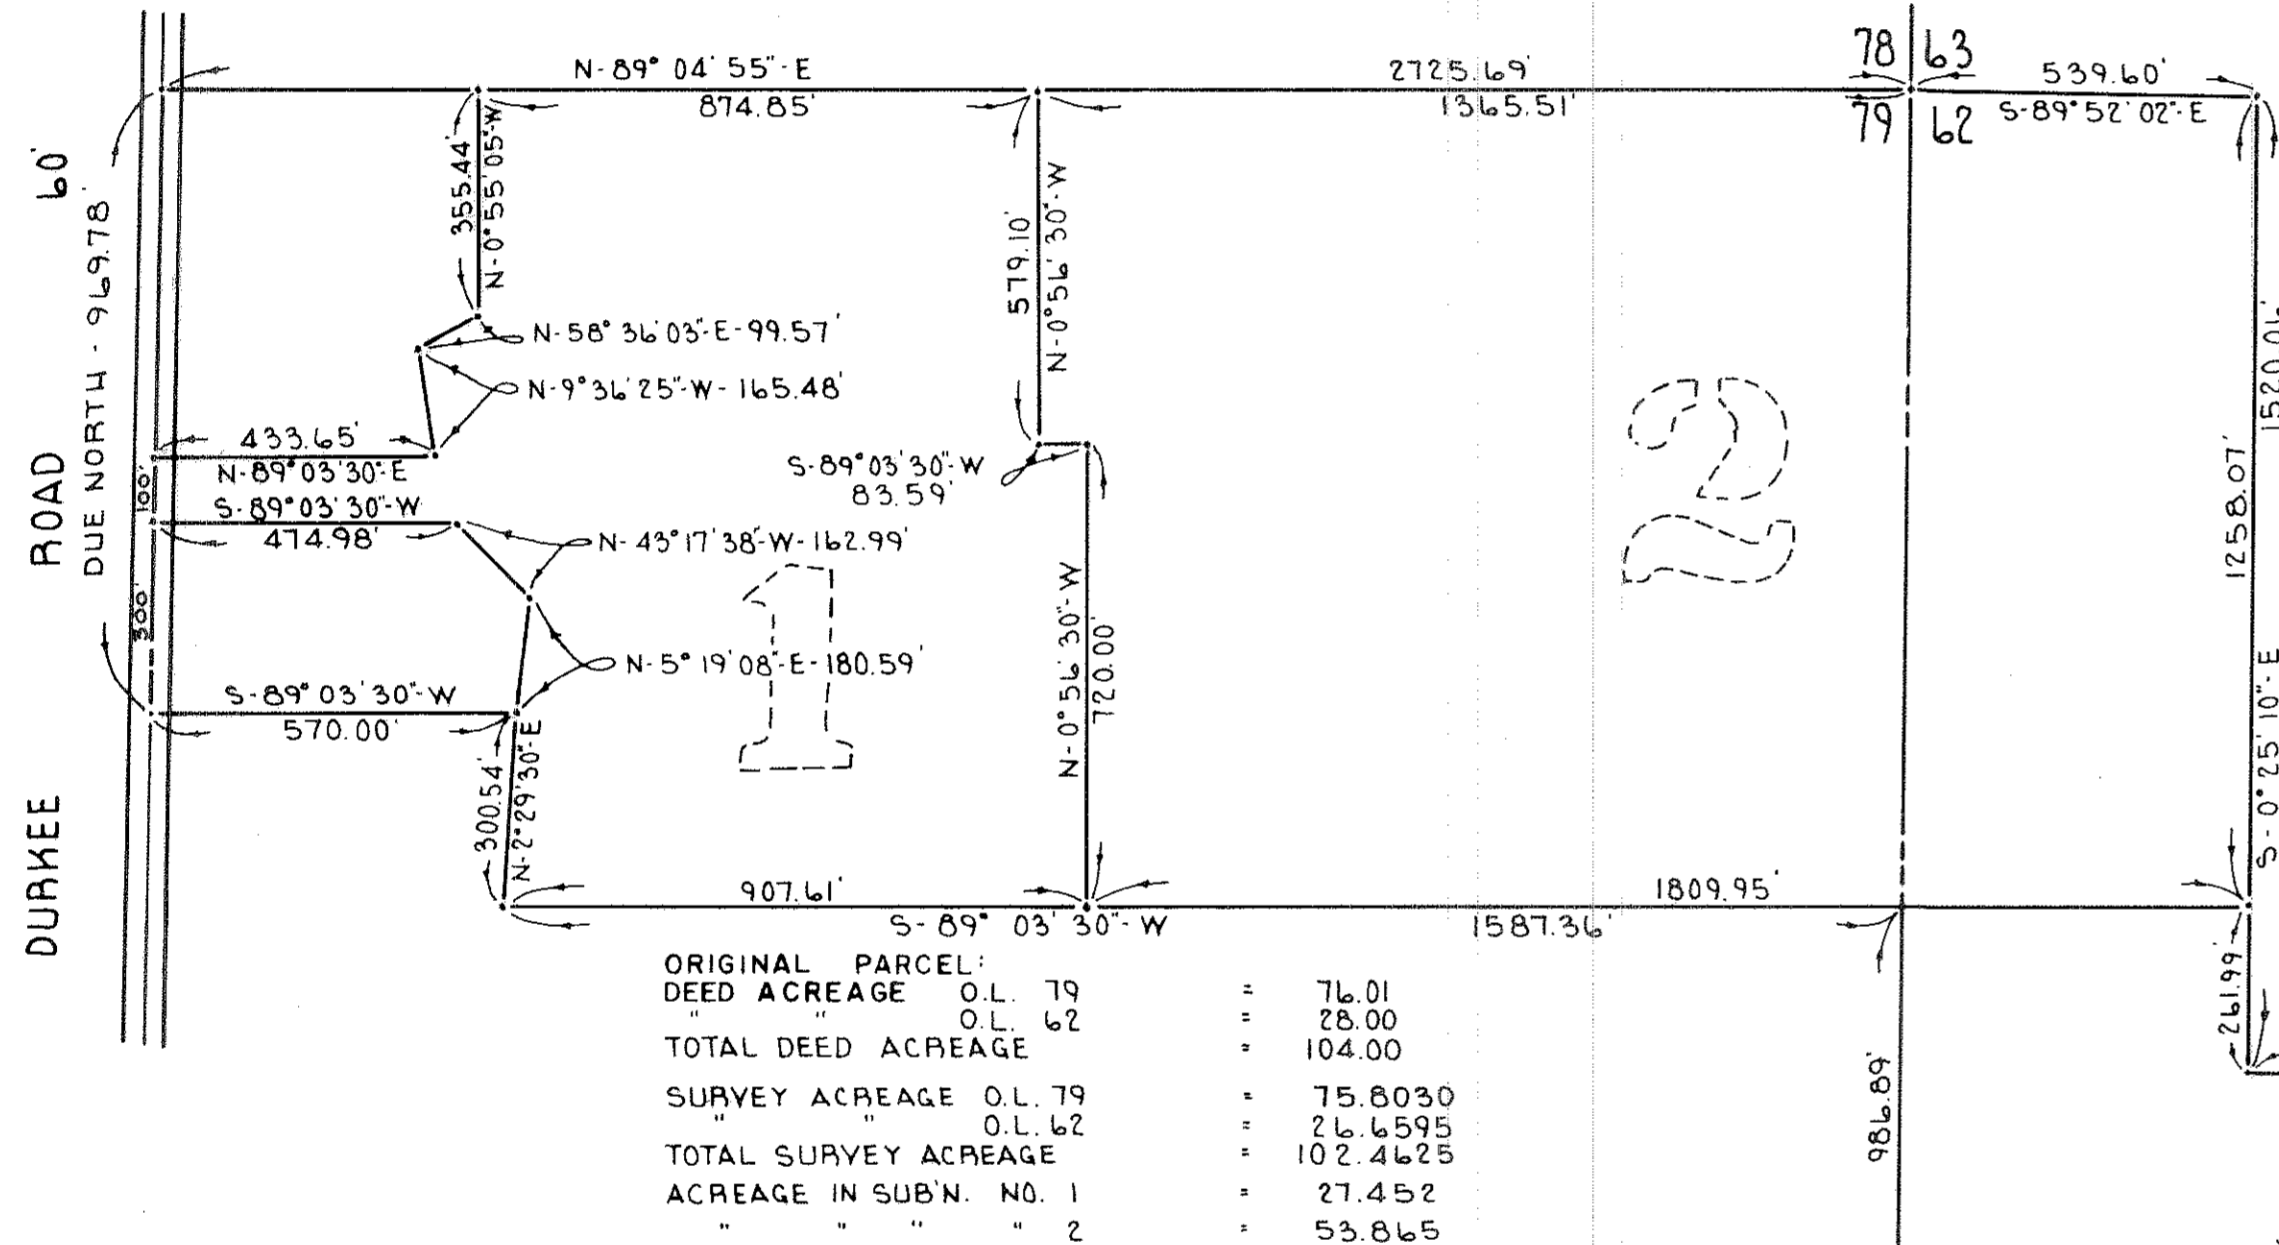 N-89° 04' 55"-E
874.85'
2725.69'
1365.51'
78 63
79 62
539.60'
S-89° 52' 02"-E
60'
ROAD
DURKEE
DUE NORTH - 969.78'
355.44'
N-0° 55' 05"-W
N-58° 36' 03"-E-99.57'
N-9° 36' 25"-W-165.48'
433.65'
N-89° 03' 30"-E
100'
S-89° 03' 30"-W
474.98'
300'
N-43° 17' 38"-W-162.99'
N-5° 19' 08"-E-180.59'
S-89° 03' 30"-W
570.00'
300.54'
N-2° 29' 30"-E
1
579.10'
N-0° 56' 30"-W
S-89° 03' 30"-W
83.59'
N-0° 56' 30"-W
720.00'
2
1258.07'
1520.06'
S-0° 25' 10"-E
907.61'
S-89° 03' 30"-W
1809.95'
1587.36'
261.99'
986.89'
ORIGINAL PARCEL:
DEED ACREAGE O.L. 79 = 76.01
" " O.L. 62 = 28.00
TOTAL DEED ACREAGE = 104.00
SURVEY ACREAGE O.L. 79 = 75.8030
" " O.L. 62 = 26.6595
TOTAL SURVEY ACREAGE = 102.4625
ACREAGE IN SUB'N. NO. 1 = 27.452
" " " " 2 = 53.865